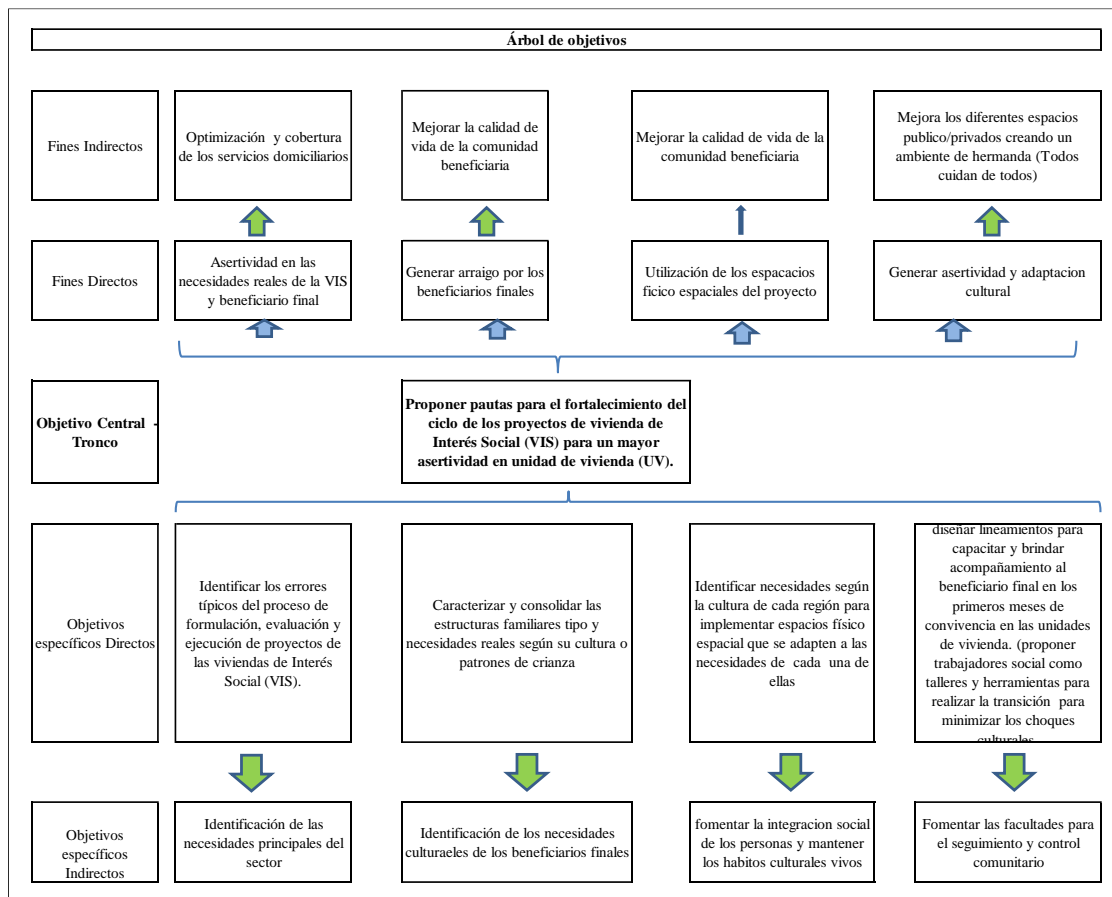 Árbol de objetivos
Fines Indirectos
Optimización y cobertura
de los servicios domiciliarios
Mejorar la calidad de
vida de la comunidad
beneficiaria
Mejorar la calidad de vida de la
comunidad beneficiaria
Mejora los diferentes espacios
publico/privados creando un
ambiente de hermanda (Todos
cuidan de todos)
Fines Directos
Asertividad en las
necesidades reales de la VIS
y beneficiario final
Generar arraigo por los
beneficiarios finales
Utilización de los espacacios
ficico espaciales del proyecto
Generar asertividad y adaptacion
cultural
Objetivo Central -
Tronco
Proponer pautas para el fortalecimiento del
ciclo de los proyectos de vivienda de
Interés Social (VIS) para un mayor
asertividad en unidad de vivienda (UV).
Objetivos
específicos Directos
Identificar los errores
típicos del proceso de
formulación, evaluación y
ejecución de proyectos de
las viviendas de Interés
Social (VIS).
Caracterizar y consolidar las
estructuras familiares tipo y
necesidades reales según su cultura o
patrones de crianza
Identificar necesidades según
la cultura de cada región para
implementar espacios físico
espacial que se adapten a las
necesidades de cada una de
ellas
diseñar lineamientos para
capacitar y brindar
acompañamiento al
beneficiario final en los
primeros meses de
convivencia en las unidades
de vivienda. (proponer
trabajadores social como
talleres y herramientas para
realizar la transición para
minimizar los choques
culturales
Objetivos
específicos
Indirectos
Identificación de las
necesidades principales del
sector
Identificación de los necesidades
culturaeles de los beneficiarios finales
fomentar la integracion social
de los personas y mantener
los habitos culturales vivos
Fomentar las facultades para
el seguimiento y control
comunitario